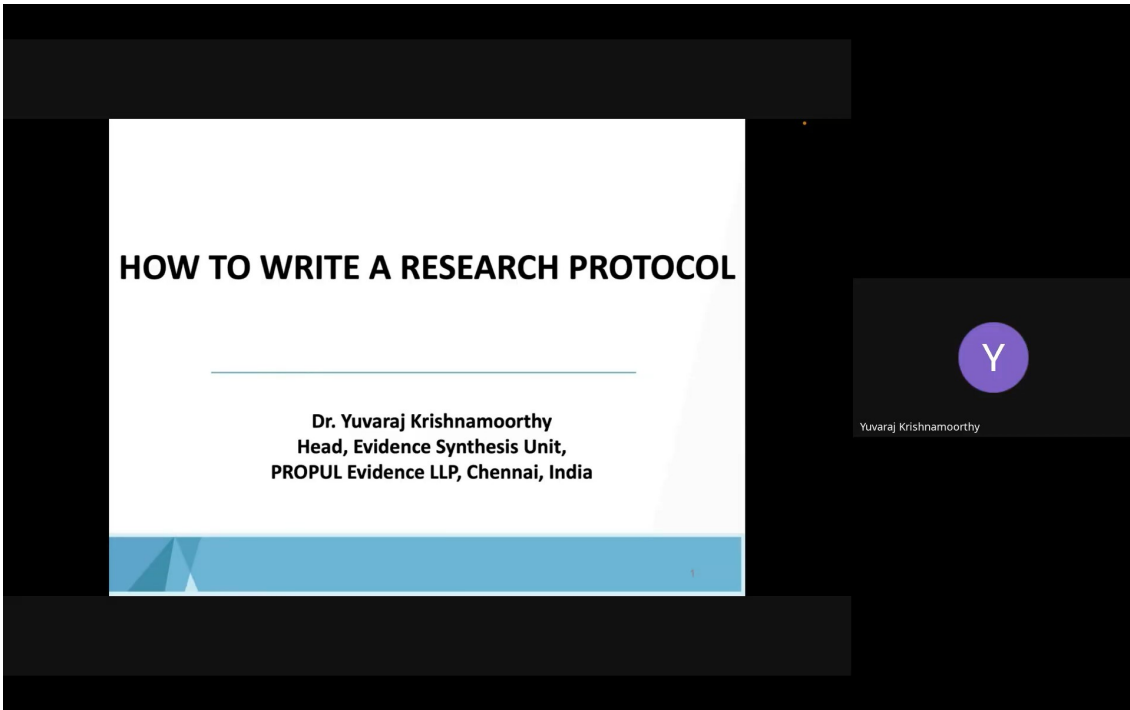 HOW TO WRITE A RESEARCH PROTOCOL
Dr. Yuvaraj Krishnamoorthy
Head, Evidence Synthesis Unit,
PROPUL Evidence LLP, Chennai, India
1
Y
Yuvaraj Krishnamoorthy